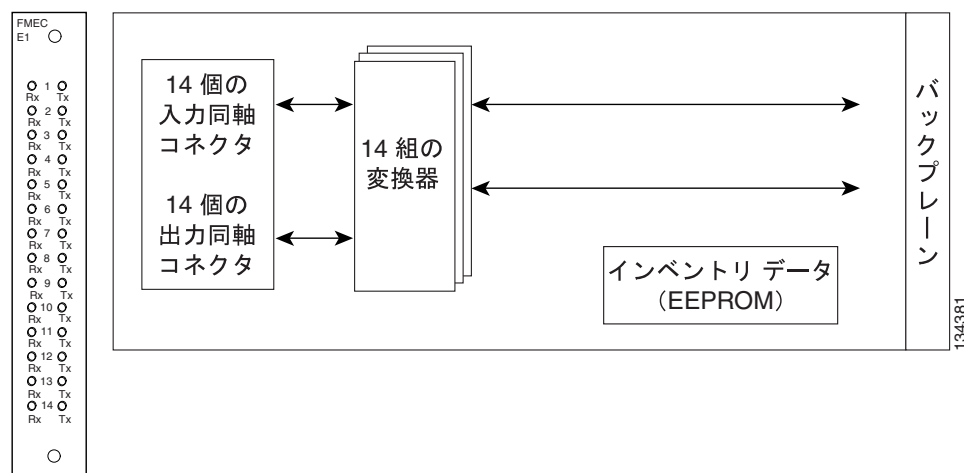 FMEC
E1
1
Rx Tx
2
Rx Tx
3
Rx Tx
4
Rx Tx
5
Rx Tx
6
Rx Tx
7
Rx Tx
8
Rx Tx
9
Rx Tx
10
Rx Tx
11
Rx Tx
12
Rx Tx
13
Rx Tx
14
Rx Tx
14 個の
入力同軸
コネクタ
14 個の
出力同軸
コネクタ
14 組の
変換器
インベントリ データ
（EEPROM）
バックプレーン
134381